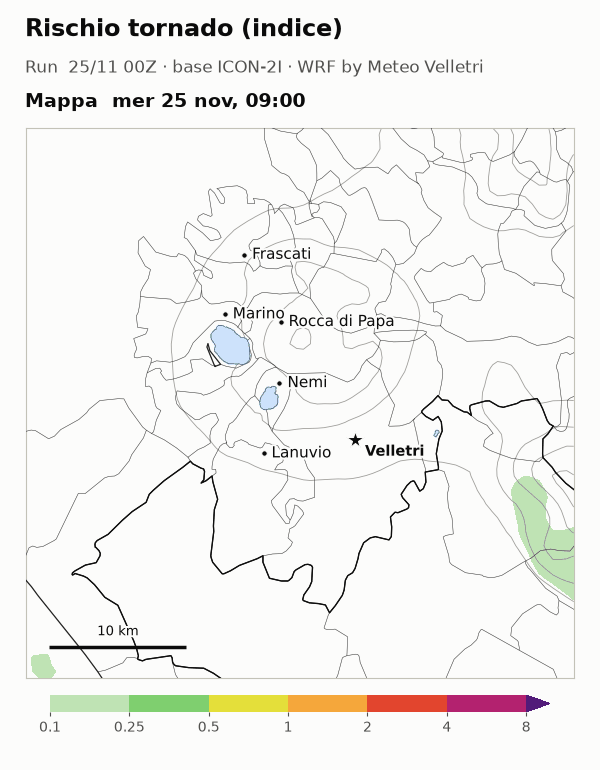 Rischio tornado (indice)
Run  25/11 00Z · base ICON-2I · WRF by Meteo Velletri
Mappa  mer 25 nov, 09:00
Frascati
Marino
Rocca di Papa
Nemi
Velletri
Lanuvio
10 km
0.1 0.25 0.5 1 2 4 8